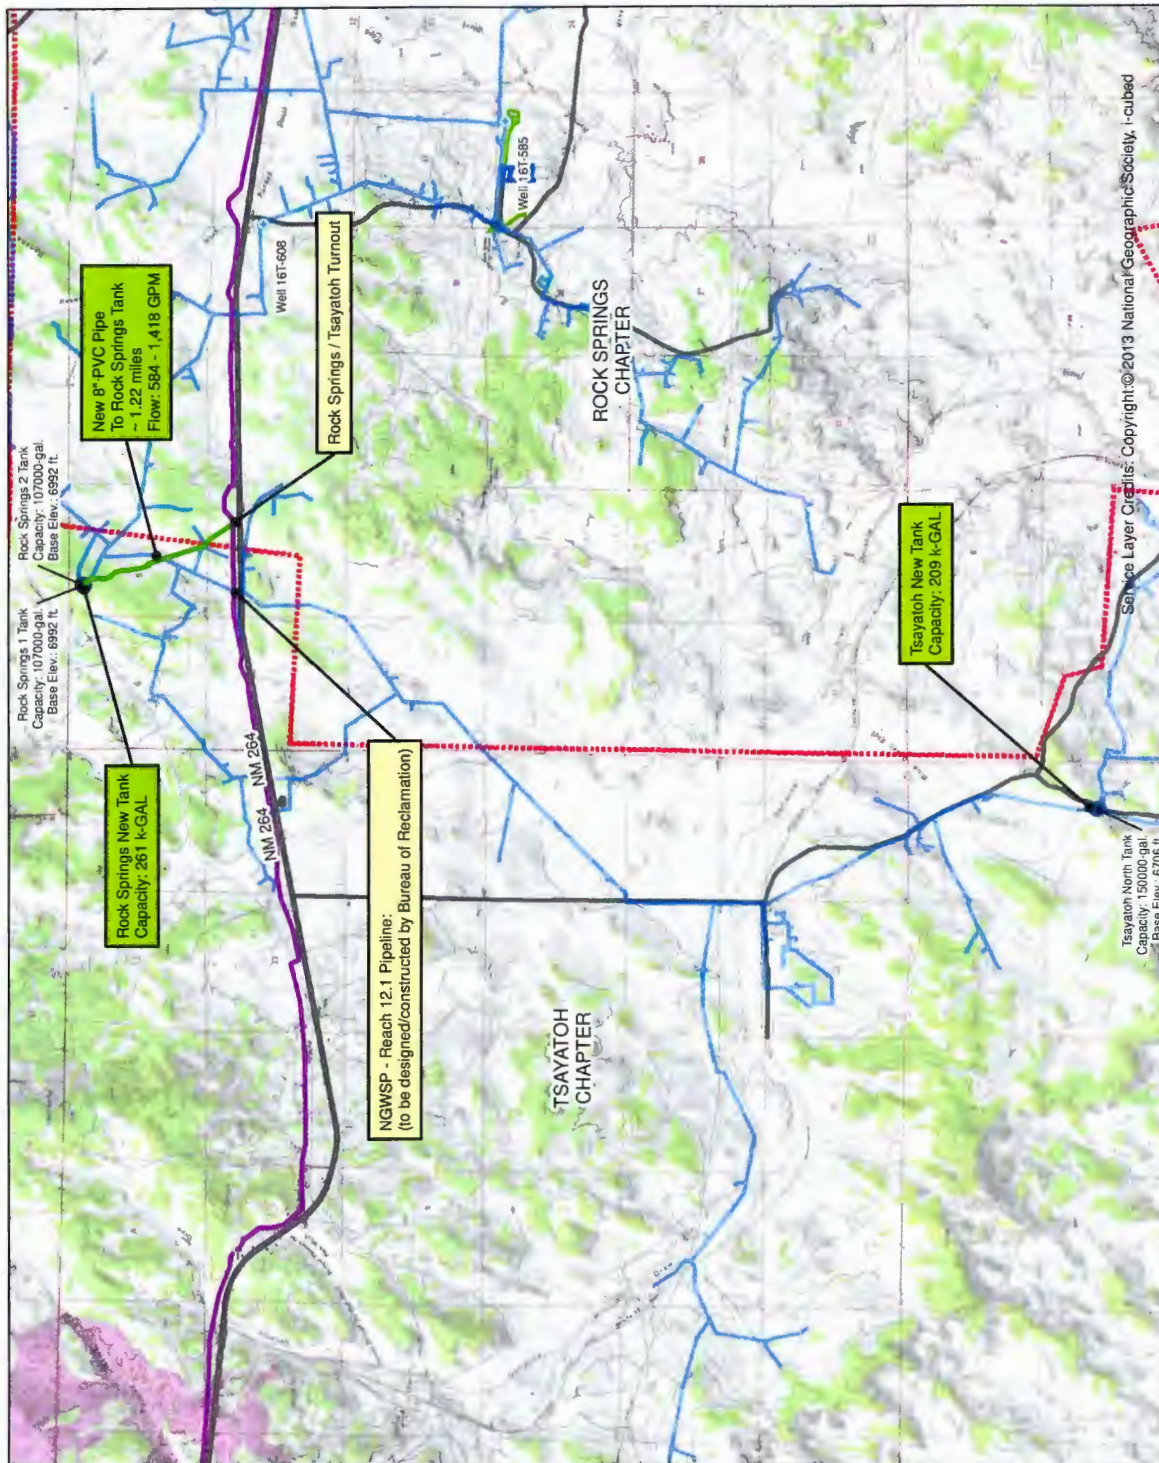 Rock Springs 1 Tank
Capacity: 107000-gal.
Base Elev.: 6992 ft.
Rock Springs 2 Tank
Capacity: 107000-gal.
Base Elev.: 6992 ft.
Rock Springs New Tank
Capacity: 261 k-GAL
New 8" PVC Pipe
To Rock Springs Tank
~ 1.22 miles
Flow: 584 - 1,418 GPM
NM 264
NM 264
Well 16T-608
Rock Springs / Tsayatoh Turnout
NGWSP - Reach 12.1 Pipeline:
(to be designed/constructed by Bureau of Reclamation)
Well 16T-585
ROCK SPRINGS
CHAPTER
TSAYATOH
CHAPTER
Tsayatoh New Tank
Capacity: 209 k-GAL
Tsayatoh North Tank
Capacity: 150000-gal.
Base Elev.: 6706 ft.
Service Layer Credits: Copyright:© 2013 National Geographic Society, i-cubed